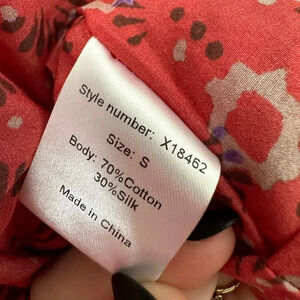 Style number: X18462
Size: S
Body: 70%Cotton
30%Silk
Made in China